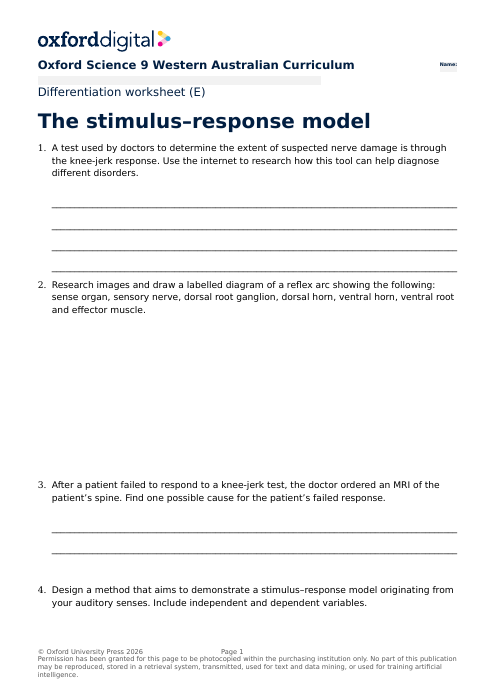 oxforddigital
Oxford Science 9 Western Australian Curriculum
Name:
Differentiation worksheet (E)
The stimulus–response model
1. A test used by doctors to determine the extent of suspected nerve damage is through
the knee-jerk response. Use the internet to research how this tool can help diagnose
different disorders.
2. Research images and draw a labelled diagram of a reflex arc showing the following:
sense organ, sensory nerve, dorsal root ganglion, dorsal horn, ventral horn, ventral root
and effector muscle.
3. After a patient failed to respond to a knee-jerk test, the doctor ordered an MRI of the
patient’s spine. Find one possible cause for the patient’s failed response.
4. Design a method that aims to demonstrate a stimulus–response model originating from
your auditory senses. Include independent and dependent variables.
© Oxford University Press 2026 Page 1
Permission has been granted for this page to be photocopied within the purchasing institution only. No part of this publication
may be reproduced, stored in a retrieval system, transmitted, used for text and data mining, or used for training artificial
intelligence.